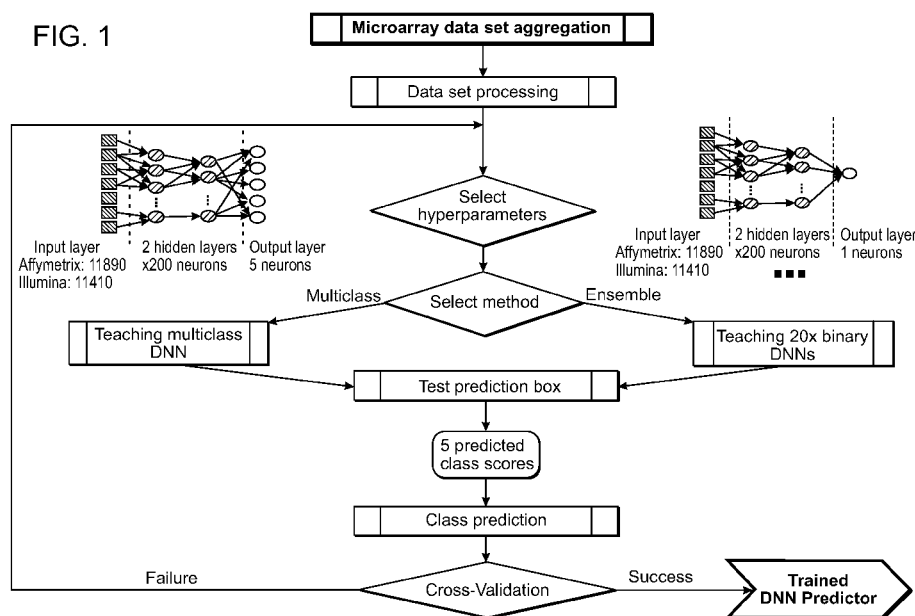 FIG. 1
Microarray data set aggregation
Data set processing
Select
hyperparameters
Input layer
Affymetrix: 11890
Illumina: 11410
2 hidden layers
x200 neurons
Output layer
5 neurons
Input layer
Affymetrix: 11890
Illumina: 11410
2 hidden layers
x200 neurons
Output layer
1 neurons
Multiclass
Select method
Ensemble
Teaching multiclass
DNN
Teaching 20x binary
DNNs
Test prediction box
5 predicted
class scores
Class prediction
Failure
Cross-Validation
Success
Trained
DNN Predictor